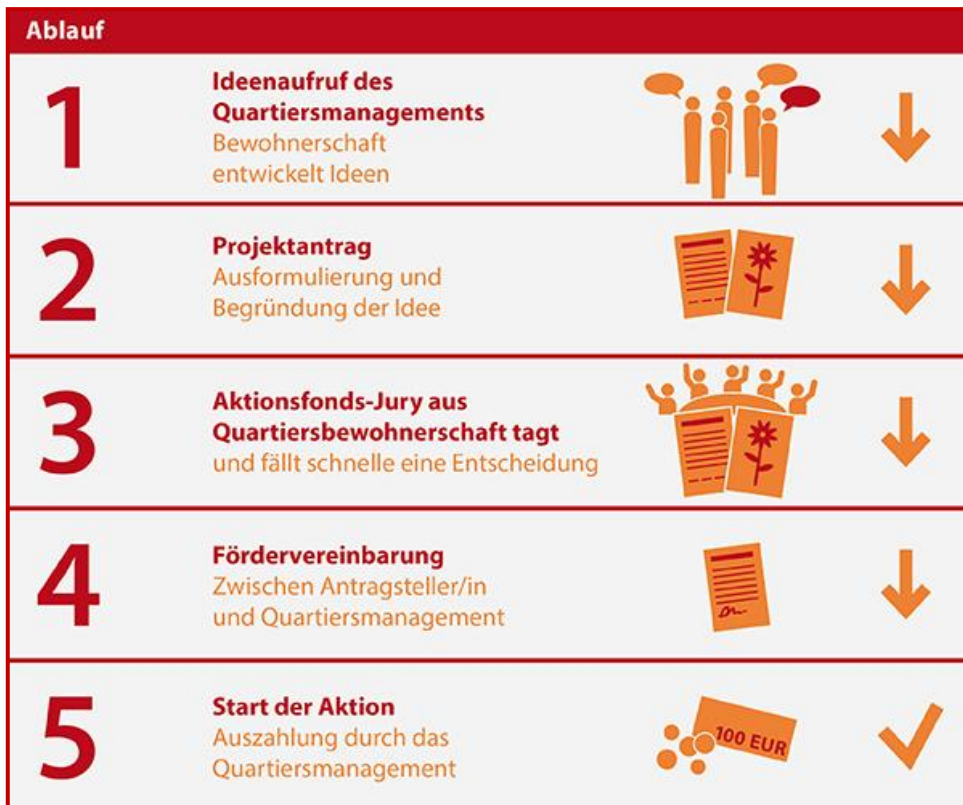 Ablauf
1
Ideenaufruf des
Quartiersmanagements
Bewohnerschaft
entwickelt Ideen
2
Projektantrag
Ausformulierung und
Begründung der Idee
3
Aktionsfonds-Jury aus
Quartiersbewohnerschaft tagt
und fällt schnelle eine Entscheidung
4
Fördervereinbarung
Zwischen Antragsteller/in
und Quartiersmanagement
5
Start der Aktion
Auszahlung durch das
Quartiersmanagement
100 EUR